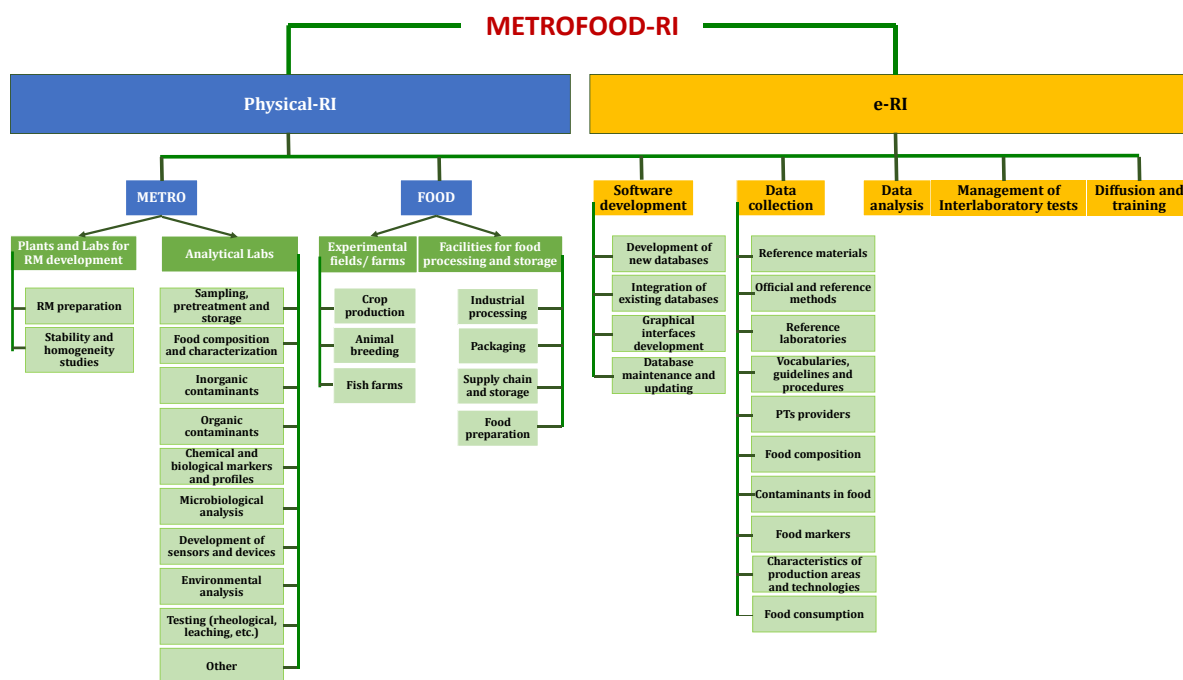 METROFOOD-RI
Physical-RI
e-RI
METRO
FOOD
Software
development
Data
collection
Data
analysis
Management of
Interlaboratory tests
Diffusion and
training
Plants and Labs for
RM development
Analytical Labs
Experimental
fields/ farms
Facilities for food
processing and storage
RM preparation
Stability and
homogeneity
studies
Sampling,
pretreatment and
storage
Food composition
and characterization
Inorganic
contaminants
Organic
contaminants
Chemical and
biological markers
and profiles
Microbiological
analysis
Development of
sensors and devices
Environmental
analysis
Testing (rheological,
leaching, etc.)
Other
Crop
production
Animal
breeding
Fish farms
Industrial
processing
Packaging
Supply chain
and storage
Food
preparation
Development of
new databases
Integration of
existing databases
Graphical
interfaces
development
Database
maintenance and
updating
Reference materials
Official and reference
methods
Reference
laboratories
Vocabularies,
guidelines and
procedures
PTs providers
Food composition
Contaminants in food
Food markers
Characteristics of
production areas
and technologies
Food consumption